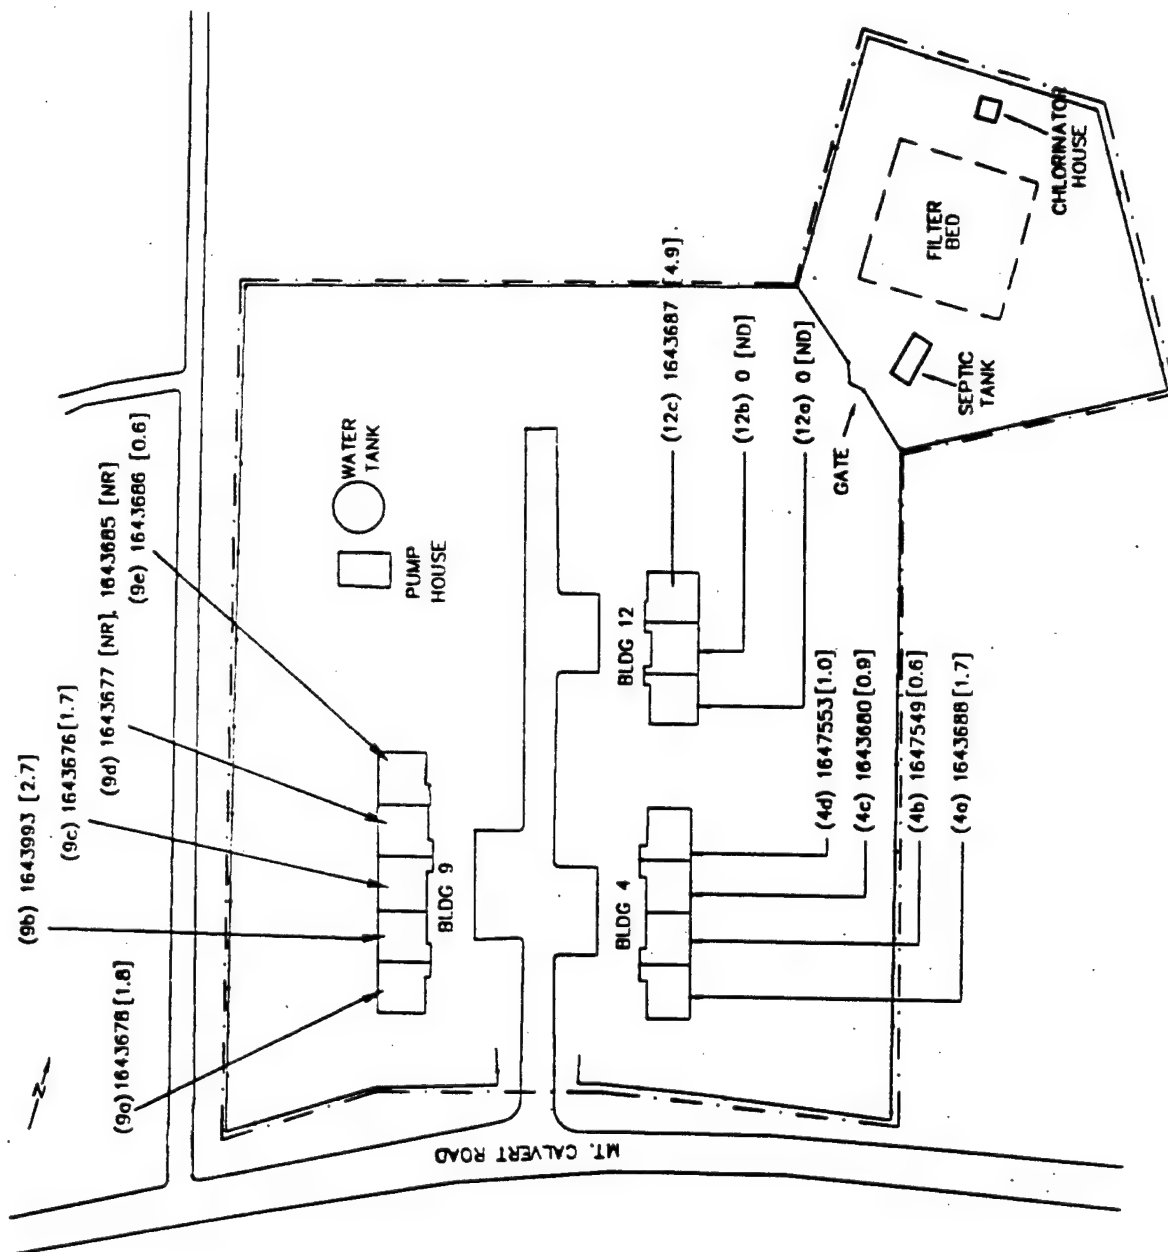 (9b) 1643993 [2.7]
(9c) 1643676 [1.7]
(9d) 1643677 [NR], 1643685 [NR]
(9e) 1643686 [0.6]
(9a) 1643678 [1.8]
N
WATER
TANK
PUMP
HOUSE
BLDG 9
BLDG 12
BLDG 4
(12c) 1643687 [4.9]
(12b) 0 [ND]
(12a) 0 [ND]
(4d) 1647553 [1.0]
(4c) 1643680 [0.9]
(4b) 1647549 [0.6]
(4a) 1643688 [1.7]
GATE
SEPTIC
TANK
FILTER
BED
CHLORINATOR
HOUSE
MT. CALVERT ROAD